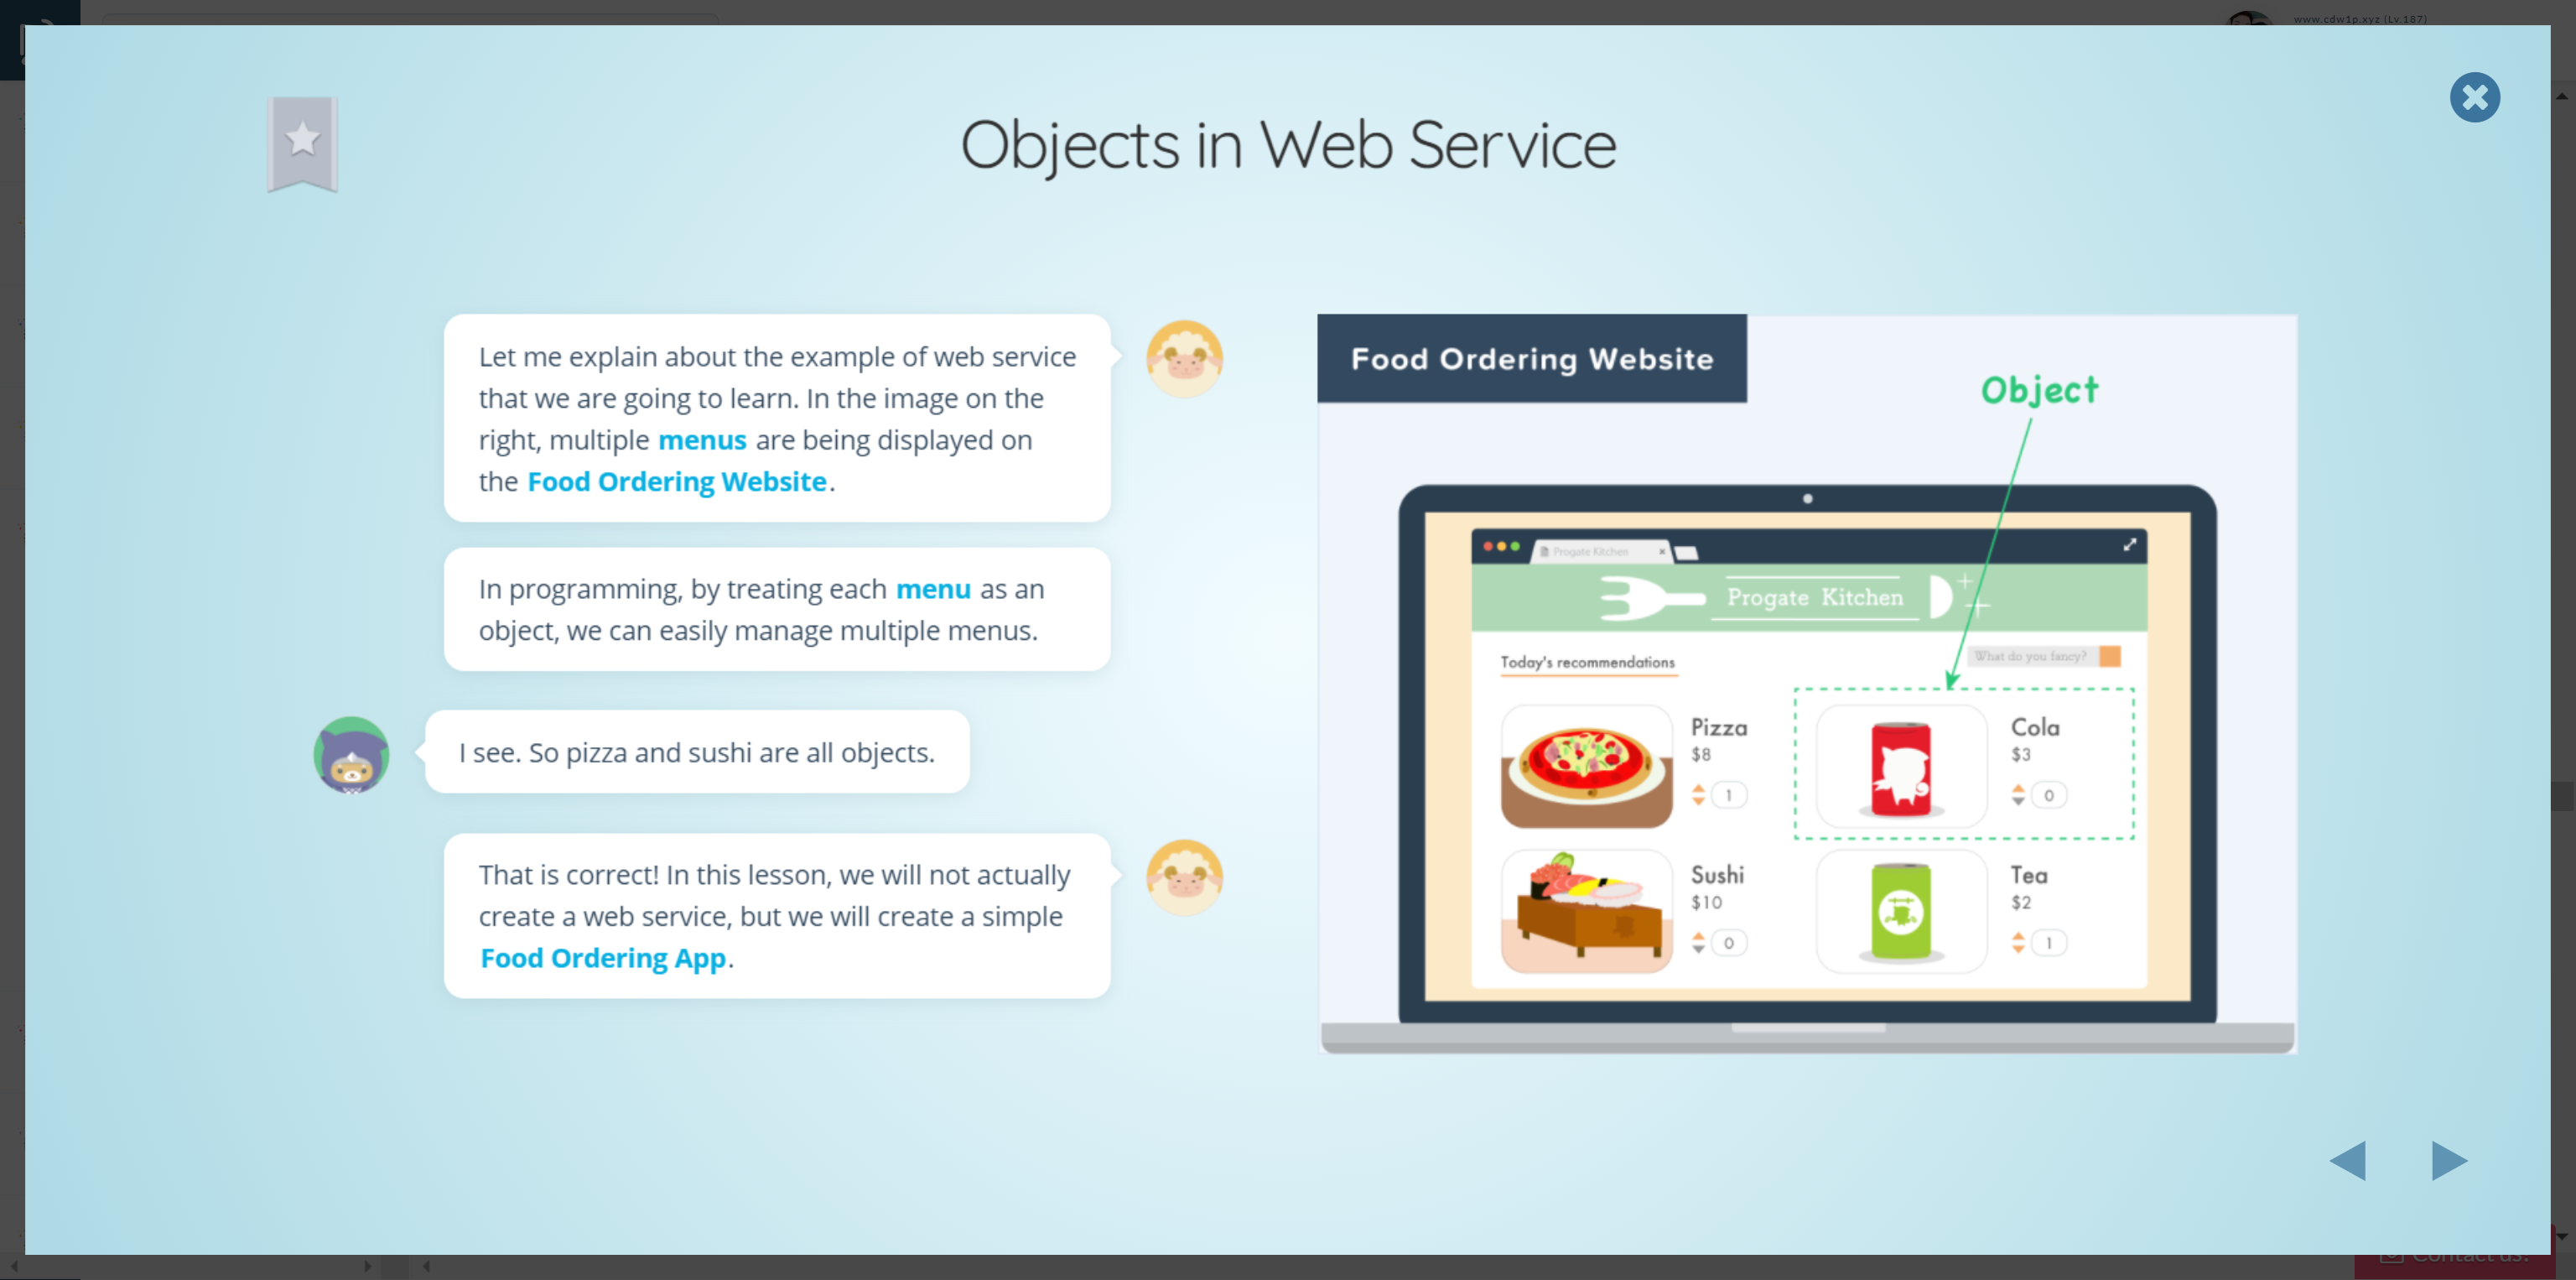 www.cdw1p.xyz (Lv.187)
Objects in Web Service
Let me explain about the example of web service
that we are going to learn. In the image on the
right, multiple menus are being displayed on
the Food Ordering Website.
In programming, by treating each menu as an
object, we can easily manage multiple menus.
I see. So pizza and sushi are all objects.
That is correct! In this lesson, we will not actually
create a web service, but we will create a simple
Food Ordering App.
Food Ordering Website
Object
Progate Kitchen
Progate Kitchen
Today's recommendations
What do you fancy?
Pizza
$8
1
Cola
$3
0
Sushi
$10
0
Tea
$2
1
Contact us!